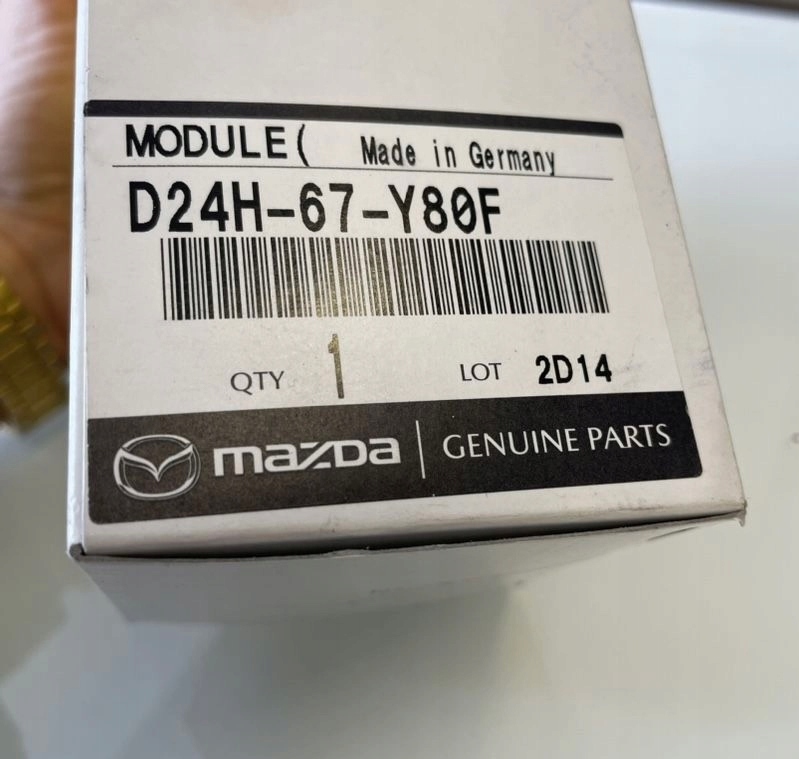 MODULE( Made in Germany
D24H-67-Y80F
QTY 1 LOT 2D14
mazda GENUINE PARTS